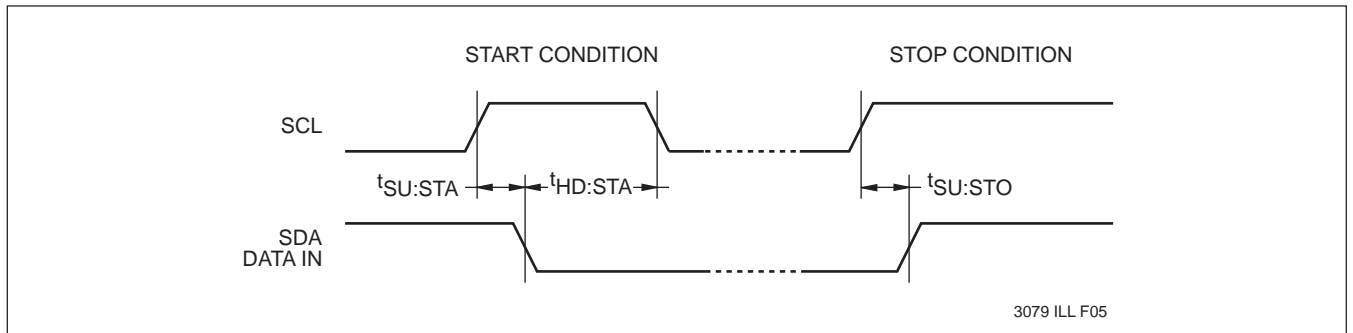 START CONDITION STOP CONDITION
SCL
tSU:STA tHD:STA tSU:STO
SDA
DATA IN
3079 ILL F05